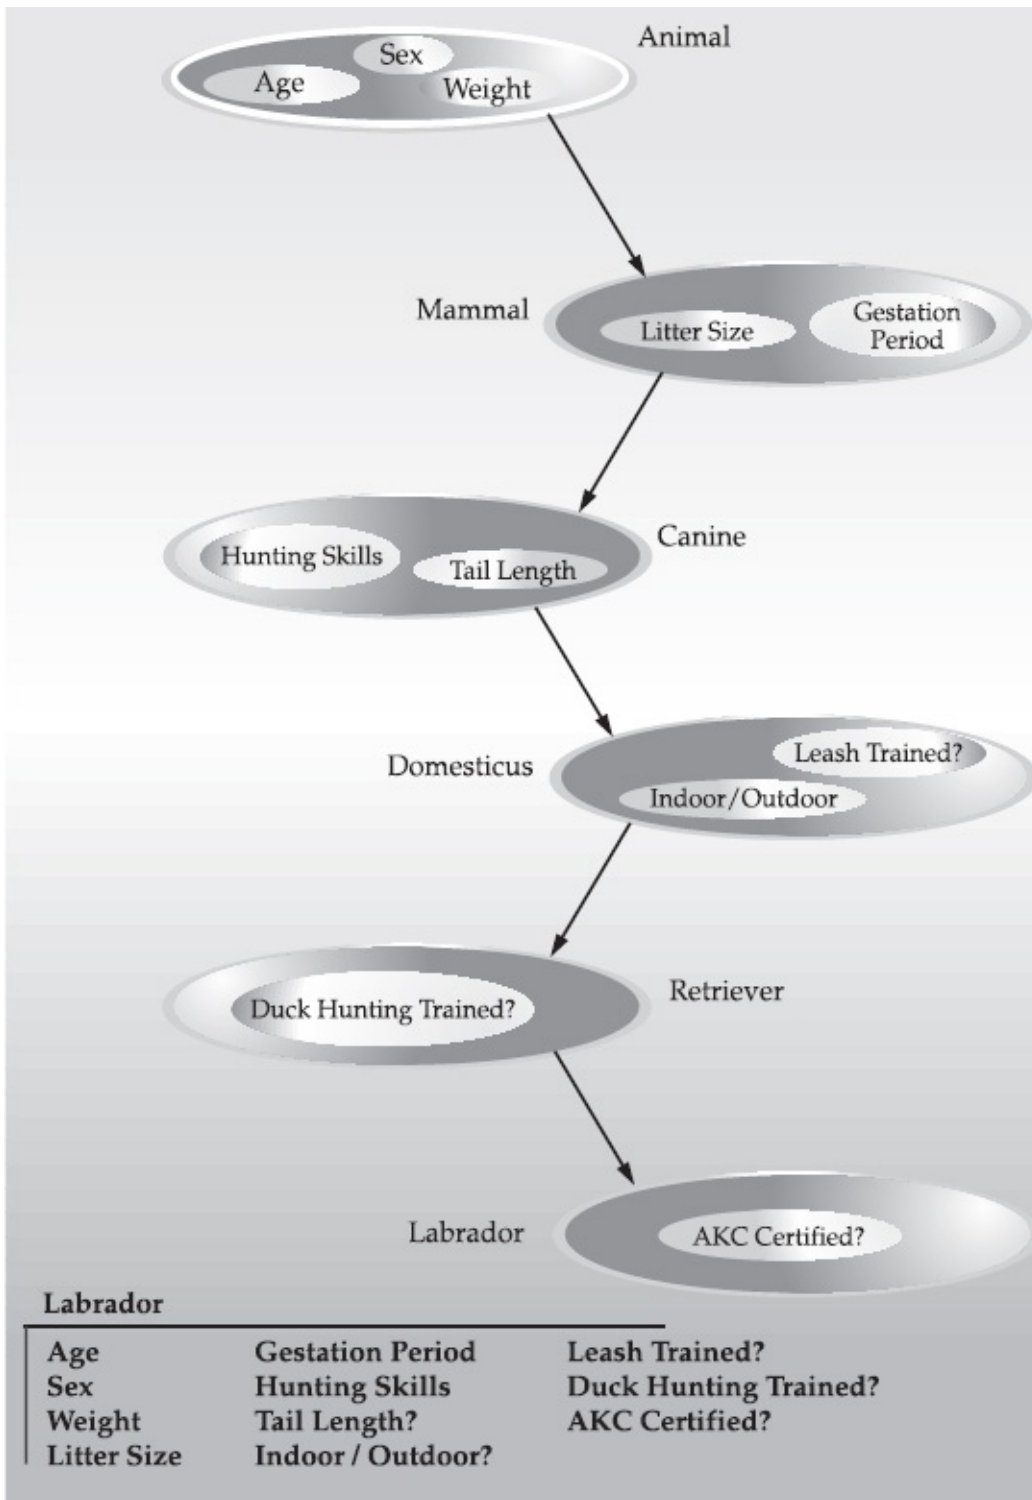 Animal
Sex
Age
Weight
Mammal
Litter Size
Gestation
Period
Canine
Hunting Skills
Tail Length
Domesticus
Leash Trained?
Indoor/Outdoor
Retriever
Duck Hunting Trained?
Labrador
AKC Certified?
Labrador
Age Gestation Period Leash Trained?
Sex Hunting Skills Duck Hunting Trained?
Weight Tail Length? AKC Certified?
Litter Size Indoor / Outdoor?